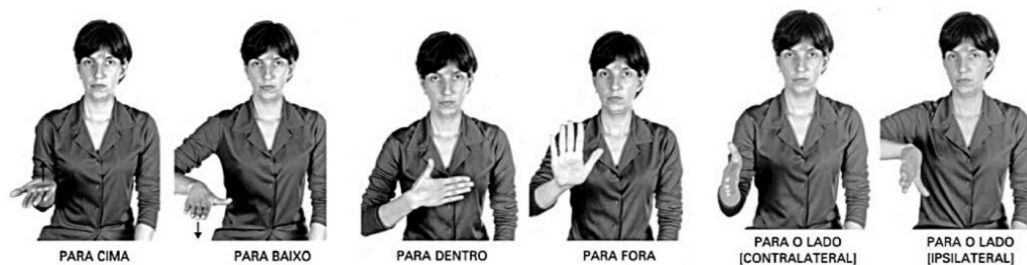 PARA CIMA
PARA BAIXO
PARA DENTRO
PARA FORA
PARA O LADO
[CONTRALATERAL]
PARA O LADO
[IPSILATERAL]